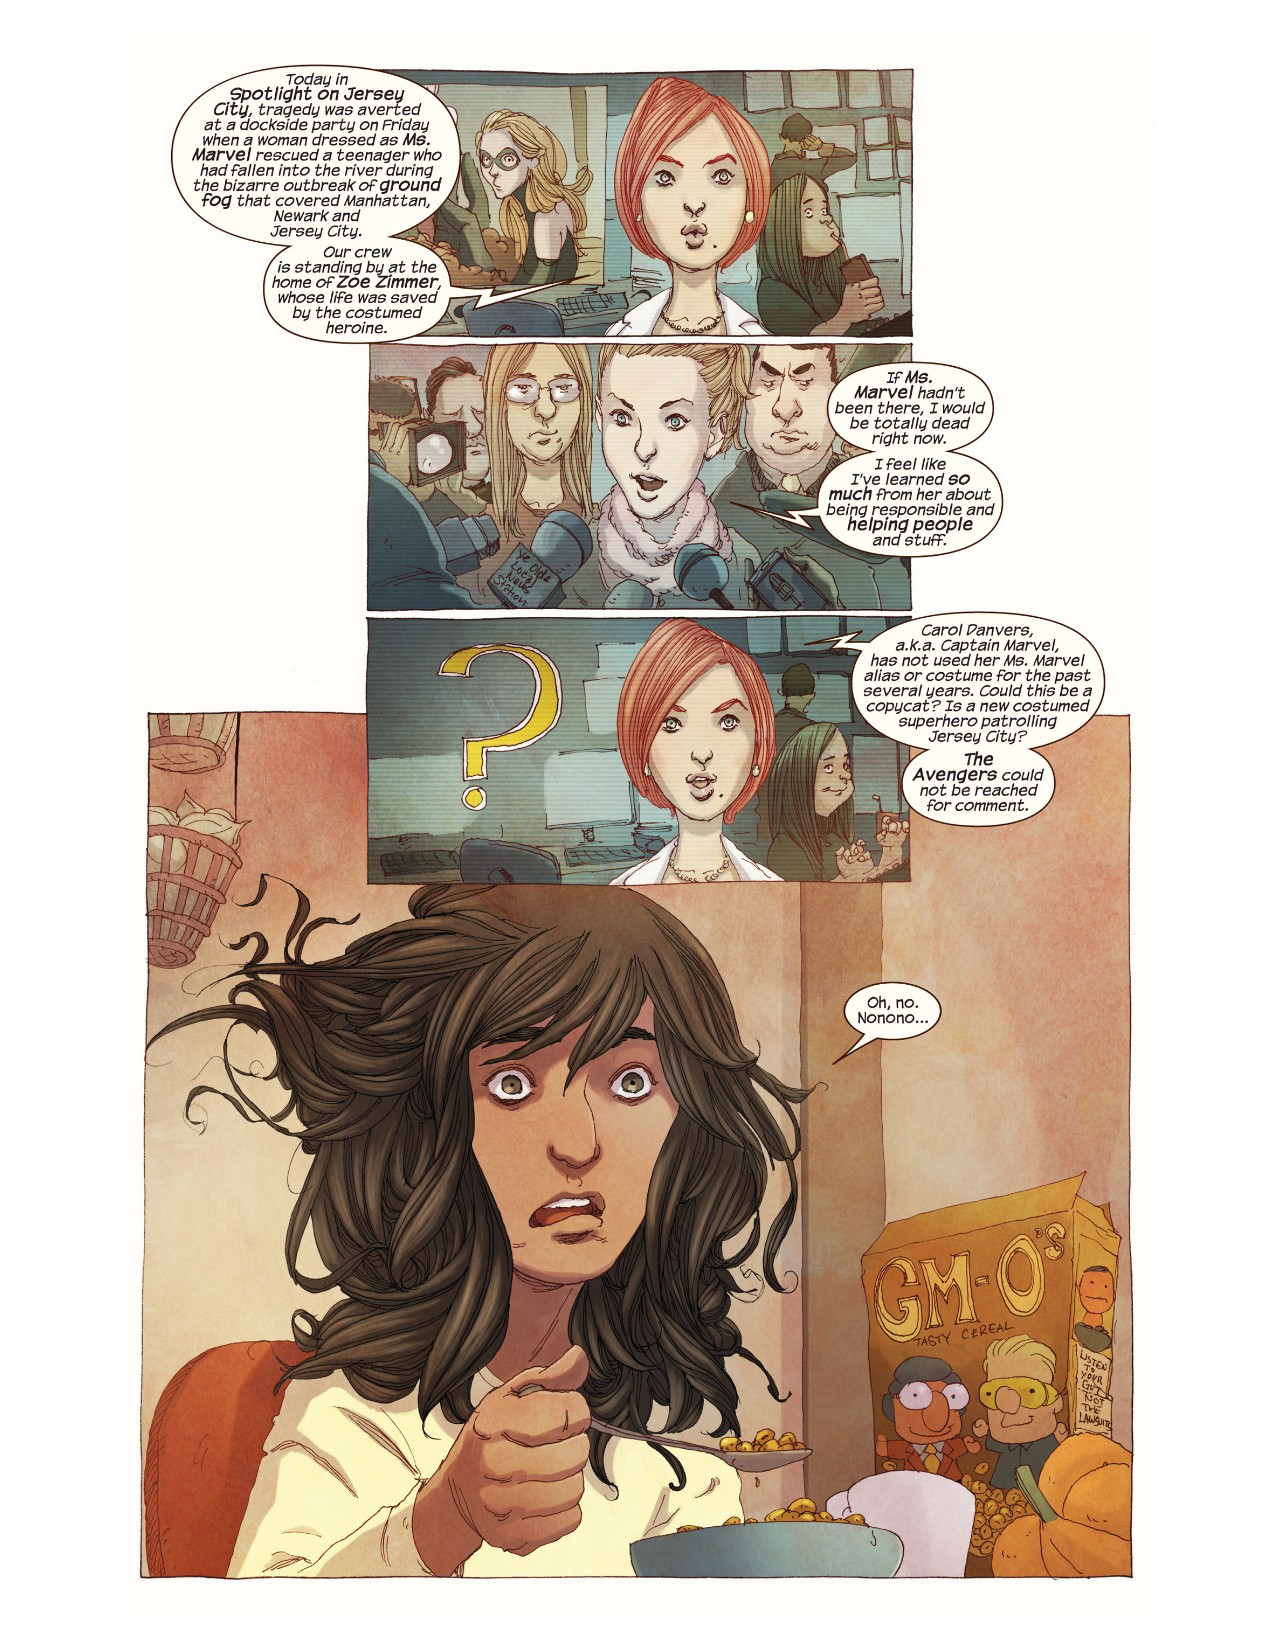 Today in
Spotlight on Jersey
City, tragedy was averted
at a dockside party on Friday
when a woman dressed as Ms.
Marvel rescued a teenager who
had fallen into the river during
the bizarre outbreak of ground
fog that covered Manhattan,
Newark and
Jersey City.
Our crew
is standing by at the
home of Zoe Zimmer,
whose life was saved
by the costumed
heroine.
If Ms.
Marvel hadn't
been there, I would
be totally dead
right now.
I feel like
I've learned so
much from her about
being responsible and
helping people
and stuff.
Ye Olde
Local
News
Station
Carol Danvers,
a.k.a. Captain Marvel,
has not used her Ms. Marvel
alias or costume for the past
several years. Could this be a
copycat? Is a new costumed
superhero patrolling
Jersey City?
The
Avengers could
not be reached
for comment.
?
Oh, no.
Nonono...
GM-O's
TASTY CEREAL
LISTEN
TO
YOUR
GUT
NOT
THE
LAWSUITS